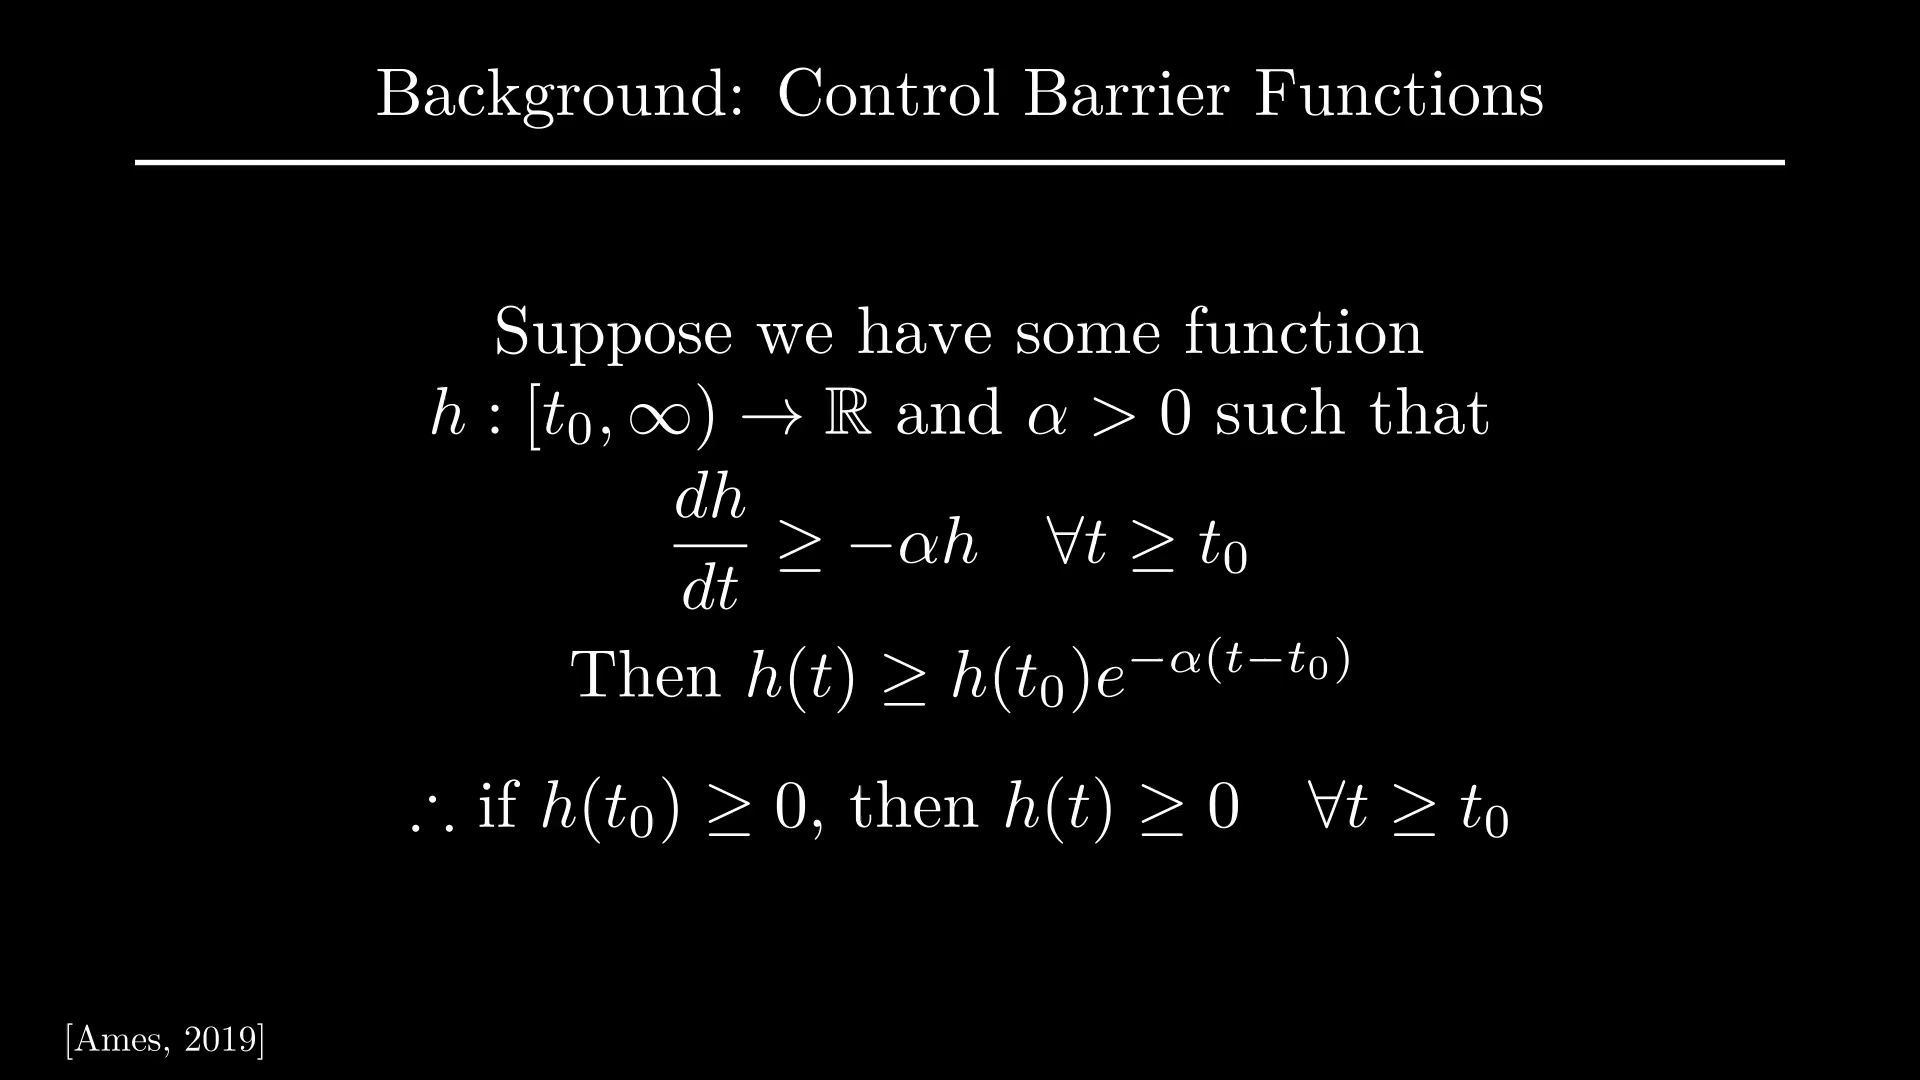 Background: Control Barrier Functions
Suppose we have some function
h : [t₀, ∞) → ℝ and α > 0 such that
dh/dt ≥ −αh ∀t ≥ t₀
Then h(t) ≥ h(t₀)e^{−α(t−t₀)}
∴ if h(t₀) ≥ 0, then h(t) ≥ 0 ∀t ≥ t₀
[Ames, 2019]